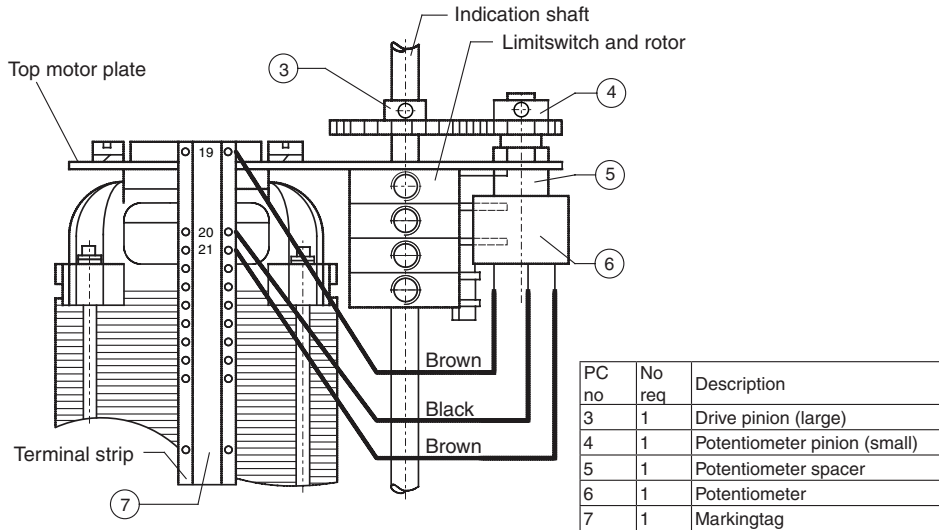 Indication shaft
Limitswitch and rotor
3
4
Top motor plate
19
5
20
21
6
Brown
Black
Brown
Terminal strip
7
PC no No req Description
3 1 Drive pinion (large)
4 1 Potentiometer pinion (small)
5 1 Potentiometer spacer
6 1 Potentiometer
7 1 Markingtag